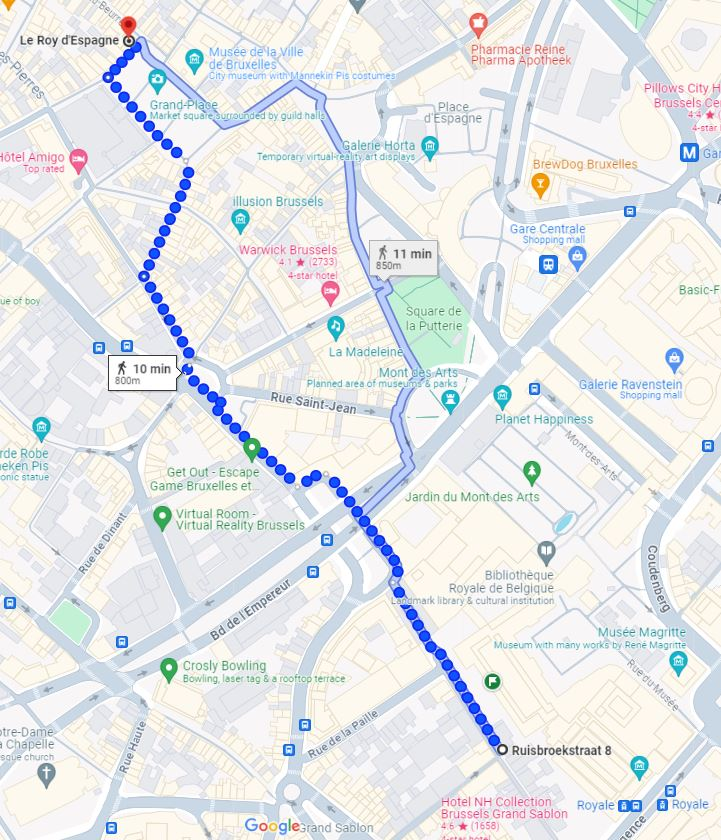 Le Roy d'Espagne
Musée de la Ville
de Bruxelles
City museum with Mannekin Pis costumes
Pharmacie Reine
Pharma Apotheek
es-Pierres
Grand-Place
Market square surrounded by guild halls
Place
d'Espagne
Pillows City H
Brussels Cent
4.4 ★
4-star
M
Ga
Hôtel Amigo
Top rated
Galerie Horta
Temporary virtual reality art displays
BrewDog Bruxelles
illusion Brussels
Gare Centrale
Shopping mall
Warwick Brussels
4.1 ★ (2733)
4-star hotel
11 min
850m
Basic-F
ue of boy
Square de
la Putterie
La Madeleine
10 min
800m
Mont des Arts
Planned area of museums & parks
Galerie Ravenstein
Shopping mall
Rue Saint-Jean
Planet Happiness
rde Robe
neken Pis
onic statue
Mont-des-Arts
Get Out - Escape
Game Bruxelles et...
Jardin du Mont des Arts
Virtual Room -
Virtual Reality Brussels
Rue de Dinant
Bibliothèque
Royale de Belgique
Landmark library & cultural institution
Coudenberg
Bd de l'Empereur
Musée Magritte
Museum with many works by René Magritte
Crosly Bowling
Bowling, laser tag & a rooftop terrace
Rue du Musée
Rue Haute
Rue de la Paille
Ruisbroekstraat 8
otre-Dame
a Chapelle
sque church
Hotel NH Collection
Brussels Grand Sablon
4.6 ★ (1658)
4-star hotel
Royale
Royale
Google
Grand Sablon